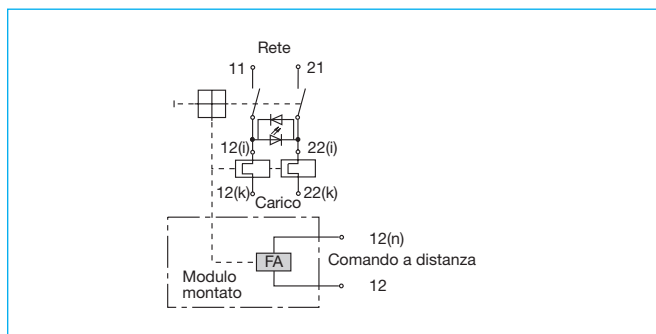 Rete
11 21
12(i) 22(i)
12(k) 22(k)
Carico
12(n)
FA Comando a distanza
Modulo
montato
12